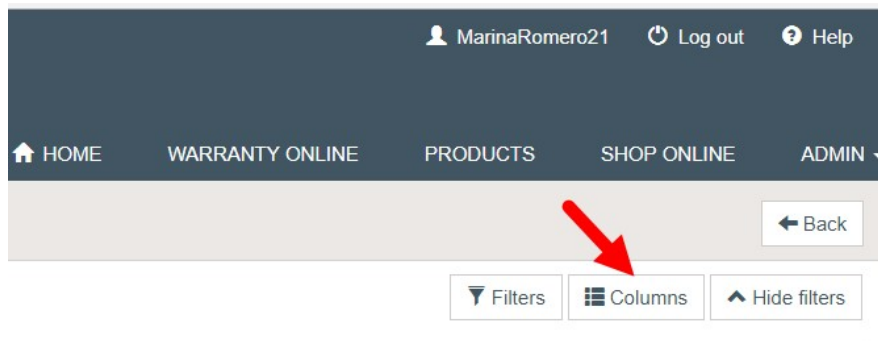 MarinaRomero21 Log out Help
HOME WARRANTY ONLINE PRODUCTS SHOP ONLINE ADMIN
Back
Filters Columns Hide filters